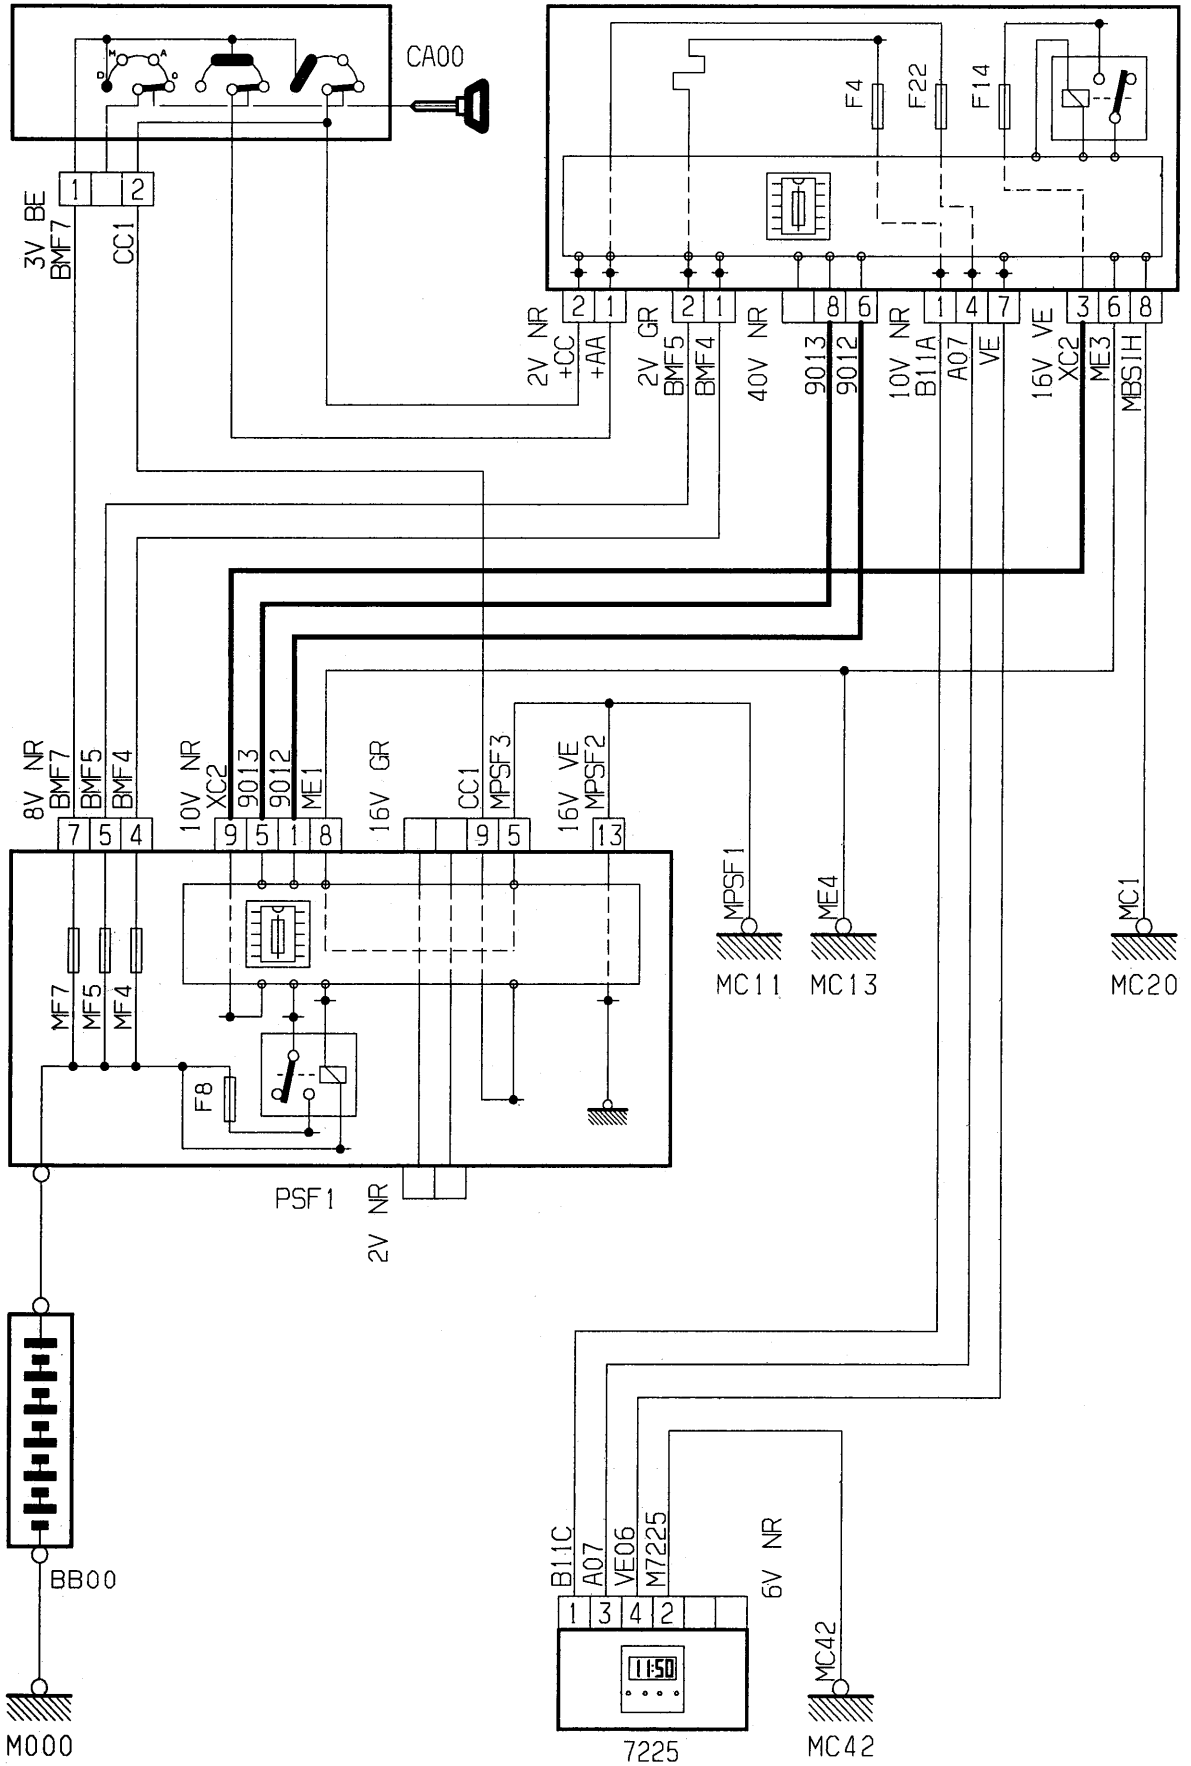 CA00
M
A
D
C
1
2
3V BE
BMF7
CC1
F4
F22
F14
2
1
2
1
8
6
1
4
7
3
6
8
2V NR
+CC
+AA
2V GR
BMF5
BMF4
40V NR
9013
9012
10V NR
B11A
A07
VE
16V VE
XC2
ME3
MBSIH
8V NR
BMF7
BMF5
BMF4
10V NR
XC2
9013
9012
ME1
16V GR
CC1
MPSF3
16V VE
MPSF2
7
5
4
9
5
1
8
9
5
13
MPSF1
ME4
MC1
MC11
MC13
MC20
MF7
MF5
MF4
F8
PSF1
2V NR
BB00
M000
B11C
A07
VE06
M7225
6V NR
1
3
4
2
11:50
7225
MC42
MC42